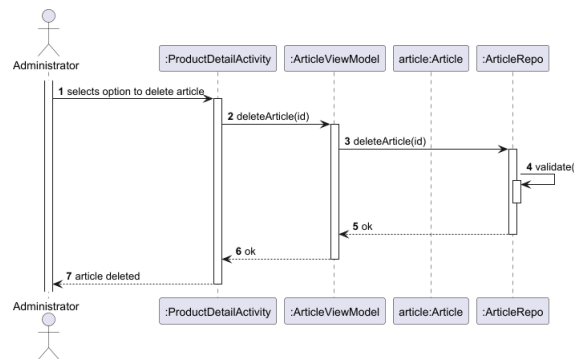 Administrator
:ProductDetailActivity
:ArticleViewModel
article:Article
:ArticleRepo
1 selects option to delete article
2 deleteArticle(id)
3 deleteArticle(id)
4 validate(
5 ok
6 ok
7 article deleted
Administrator
:ProductDetailActivity
:ArticleViewModel
article:Article
:ArticleRepo